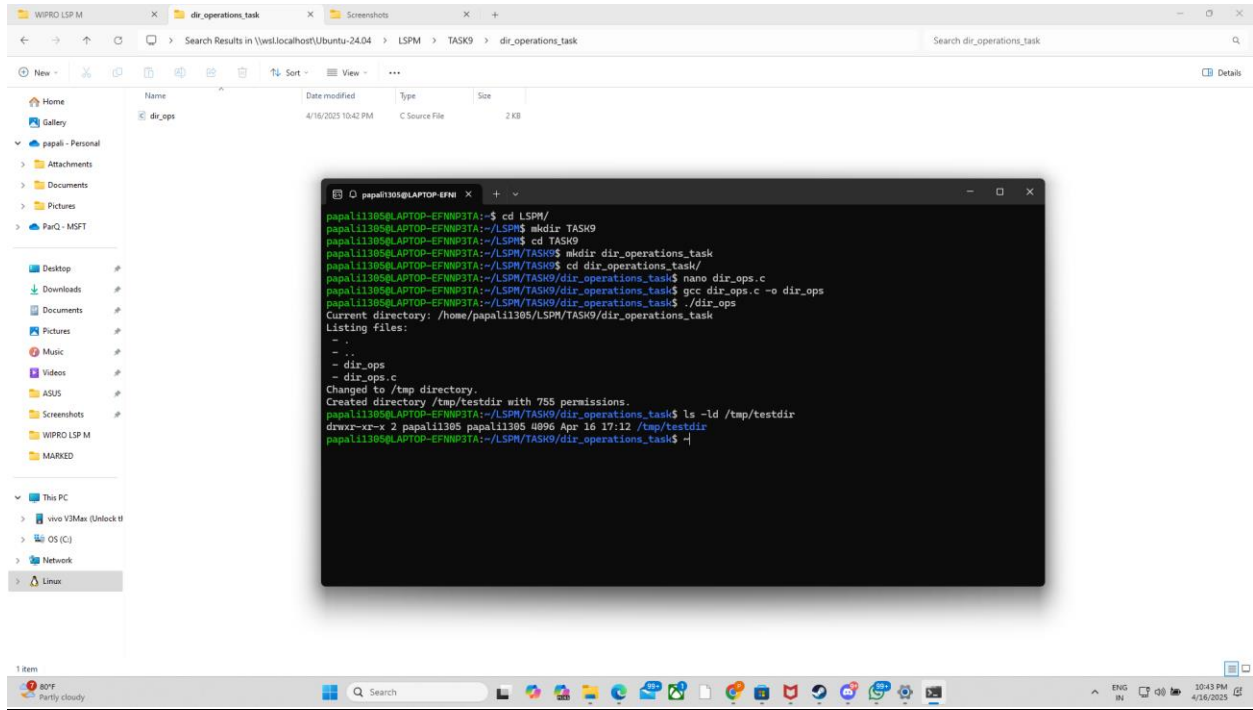 WIPRO LSP M
dir_operations_task
Screenshots
Search Results in \\wsl.localhost\Ubuntu-24.04 > LSPM > TASK9 > dir_operations_task
Search dir_operations_task
New
Sort
View
Details
Name Date modified Type Size
dir_ops 4/16/2025 10:42 PM C Source File 2 KB
Home
Gallery
papali - Personal
Attachments
Documents
Pictures
ParQ - MSFT
Desktop
Downloads
Documents
Pictures
Music
Videos
ASUS
Screenshots
WIPRO LSP M
MARKED
This PC
vivo V3Max (Unlock th
OS (C:)
Network
Linux
papali1305@LAPTOP-EFNI
papali1305@LAPTOP-EFNNP3TA:~$ cd LSPM/
papali1305@LAPTOP-EFNNP3TA:~/LSPM$ mkdir TASK9
papali1305@LAPTOP-EFNNP3TA:~/LSPM$ cd TASK9
papali1305@LAPTOP-EFNNP3TA:~/LSPM/TASK9$ mkdir dir_operations_task
papali1305@LAPTOP-EFNNP3TA:~/LSPM/TASK9$ cd dir_operations_task/
papali1305@LAPTOP-EFNNP3TA:~/LSPM/TASK9/dir_operations_task$ nano dir_ops.c
papali1305@LAPTOP-EFNNP3TA:~/LSPM/TASK9/dir_operations_task$ gcc dir_ops.c -o dir_ops
papali1305@LAPTOP-EFNNP3TA:~/LSPM/TASK9/dir_operations_task$ ./dir_ops
Current directory: /home/papali1305/LSPM/TASK9/dir_operations_task
Listing files:
- .
- ..
- dir_ops
- dir_ops.c
Changed to /tmp directory.
Created directory /tmp/testdir with 755 permissions.
papali1305@LAPTOP-EFNNP3TA:~/LSPM/TASK9/dir_operations_task$ ls -ld /tmp/testdir
drwxr-xr-x 2 papali1305 papali1305 4096 Apr 16 17:12 /tmp/testdir
papali1305@LAPTOP-EFNNP3TA:~/LSPM/TASK9/dir_operations_task$ ~
1 item
7
80°F
Partly cloudy
Search
99+
99+
ENG
IN
10:43 PM
4/16/2025